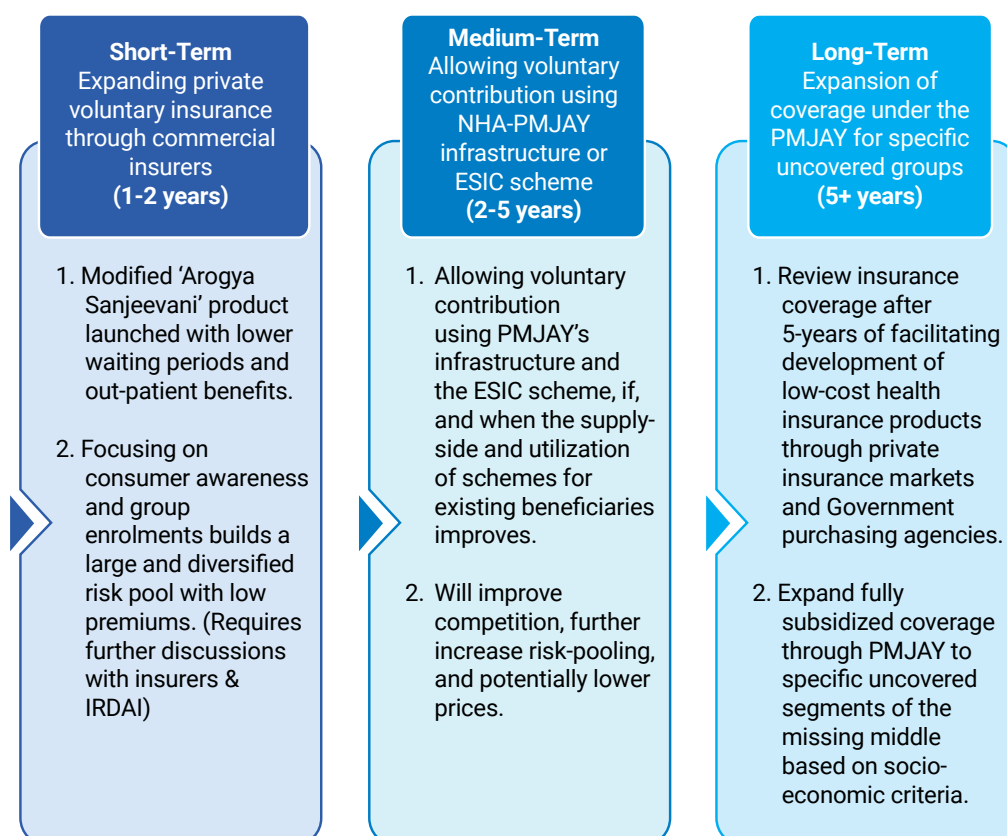 Short-Term
Expanding private
voluntary insurance
through commercial
insurers
(1-2 years)
1. Modified ‘Arogya
Sanjeevani’ product
launched with lower
waiting periods and
out-patient benefits.
2. Focusing on
consumer awareness
and group
enrolments builds a
large and diversified
risk pool with low
premiums. (Requires
further discussions
with insurers &
IRDAI)
Medium-Term
Allowing voluntary
contribution using
NHA-PMJAY
infrastructure or
ESIC scheme
(2-5 years)
1. Allowing voluntary
contribution
using PMJAY’s
infrastructure and
the ESIC scheme, if,
and when the supply-
side and utilization
of schemes for
existing beneficiaries
improves.
2. Will improve
competition, further
increase risk-pooling,
and potentially lower
prices.
Long-Term
Expansion of
coverage under the
PMJAY for specific
uncovered groups
(5+ years)
1. Review insurance
coverage after
5-years of facilitating
development of
low-cost health
insurance products
through private
insurance markets
and Government
purchasing agencies.
2. Expand fully
subsidized coverage
through PMJAY to
specific uncovered
segments of the
missing middle
based on socio-
economic criteria.